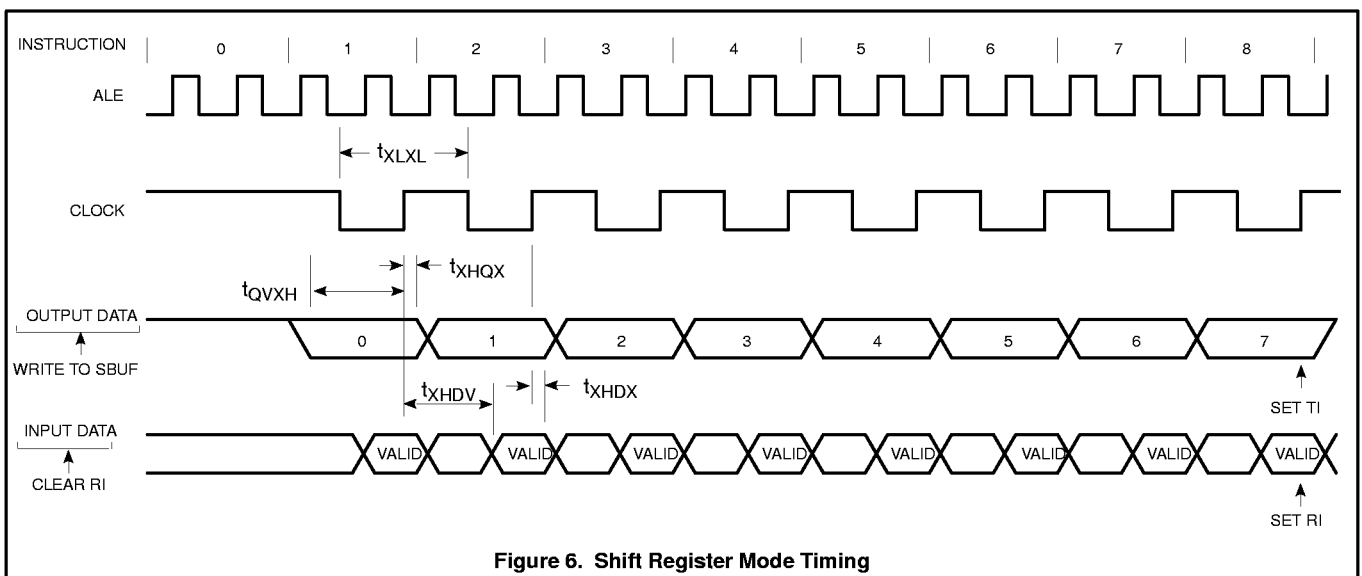 INSTRUCTION 0 1 2 3 4 5 6 7 8
ALE
tXLXL
CLOCK
tXHQX
tQVXH
OUTPUT DATA
0 1 2 3 4 5 6 7
WRITE TO SBUF
tXHDV
tXHDX
SET TI
INPUT DATA
VALID VALID VALID VALID VALID VALID VALID VALID
CLEAR RI
SET RI
Figure 6. Shift Register Mode Timing